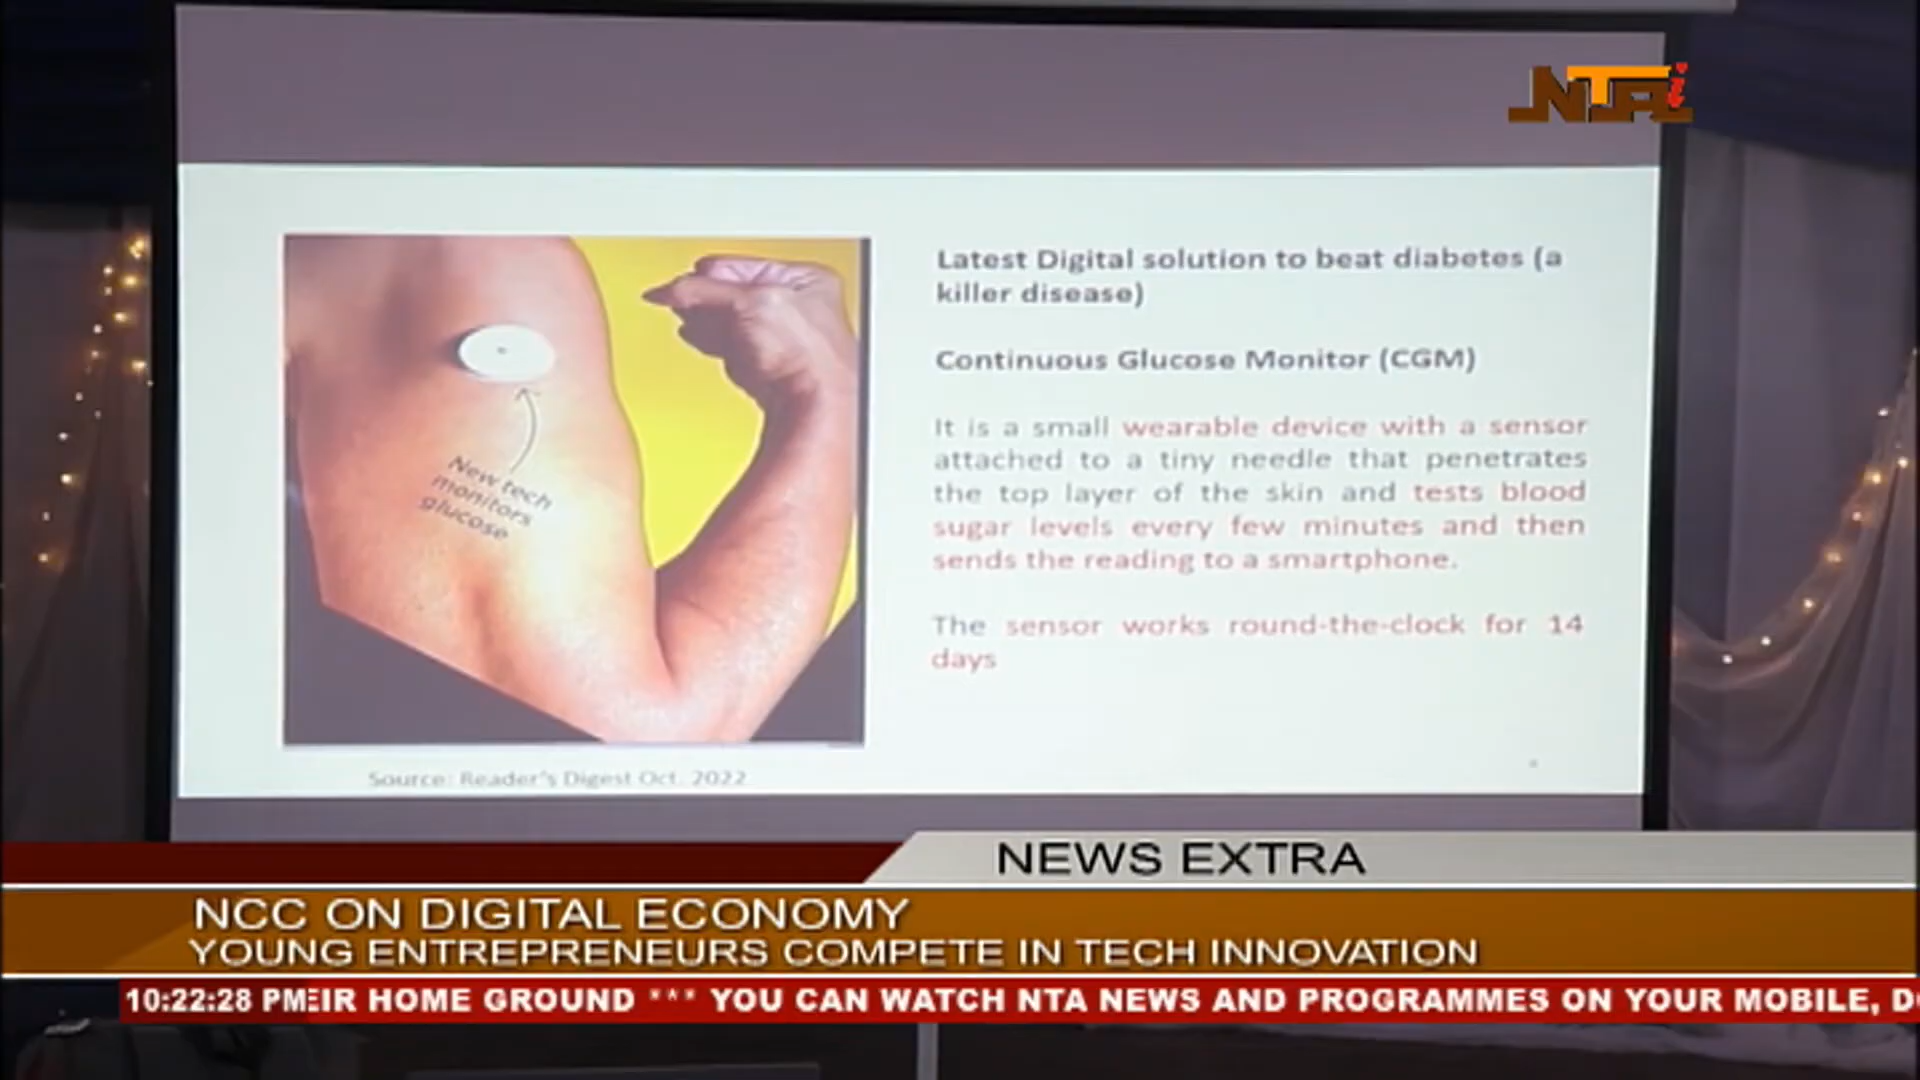 NTAi
Latest Digital solution to beat diabetes (a
killer disease)
Continuous Glucose Monitor (CGM)
It is a small wearable device with a sensor
attached to a tiny needle that penetrates
the top layer of the skin and tests blood
sugar levels every few minutes and then
sends the reading to a smartphone.
The sensor works round-the-clock for 14
days
New tech
monitors
glucose
Source: Reader's Digest Oct. 2022
NEWS EXTRA
NCC ON DIGITAL ECONOMY
YOUNG ENTREPRENEURS COMPETE IN TECH INNOVATION
10:22:28 PM EIR HOME GROUND *** YOU CAN WATCH NTA NEWS AND PROGRAMMES ON YOUR MOBILE,